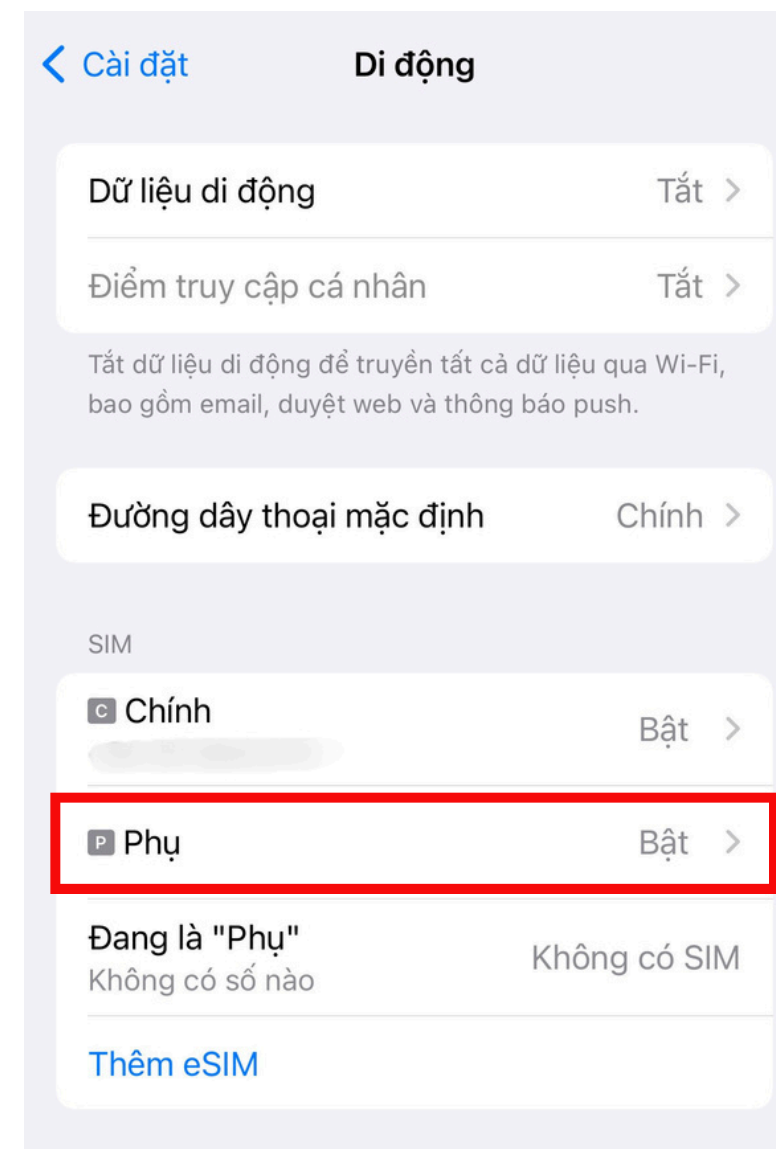 Cài đặt
Di động
Dữ liệu di động Tắt
Điểm truy cập cá nhân Tắt
Tắt dữ liệu di động để truyền tất cả dữ liệu qua Wi-Fi,
bao gồm email, duyệt web và thông báo push.
Đường dây thoại mặc định Chính
SIM
C Chính Bật
P Phụ Bật
Đang là "Phụ" Không có SIM
Không có số nào
Thêm eSIM